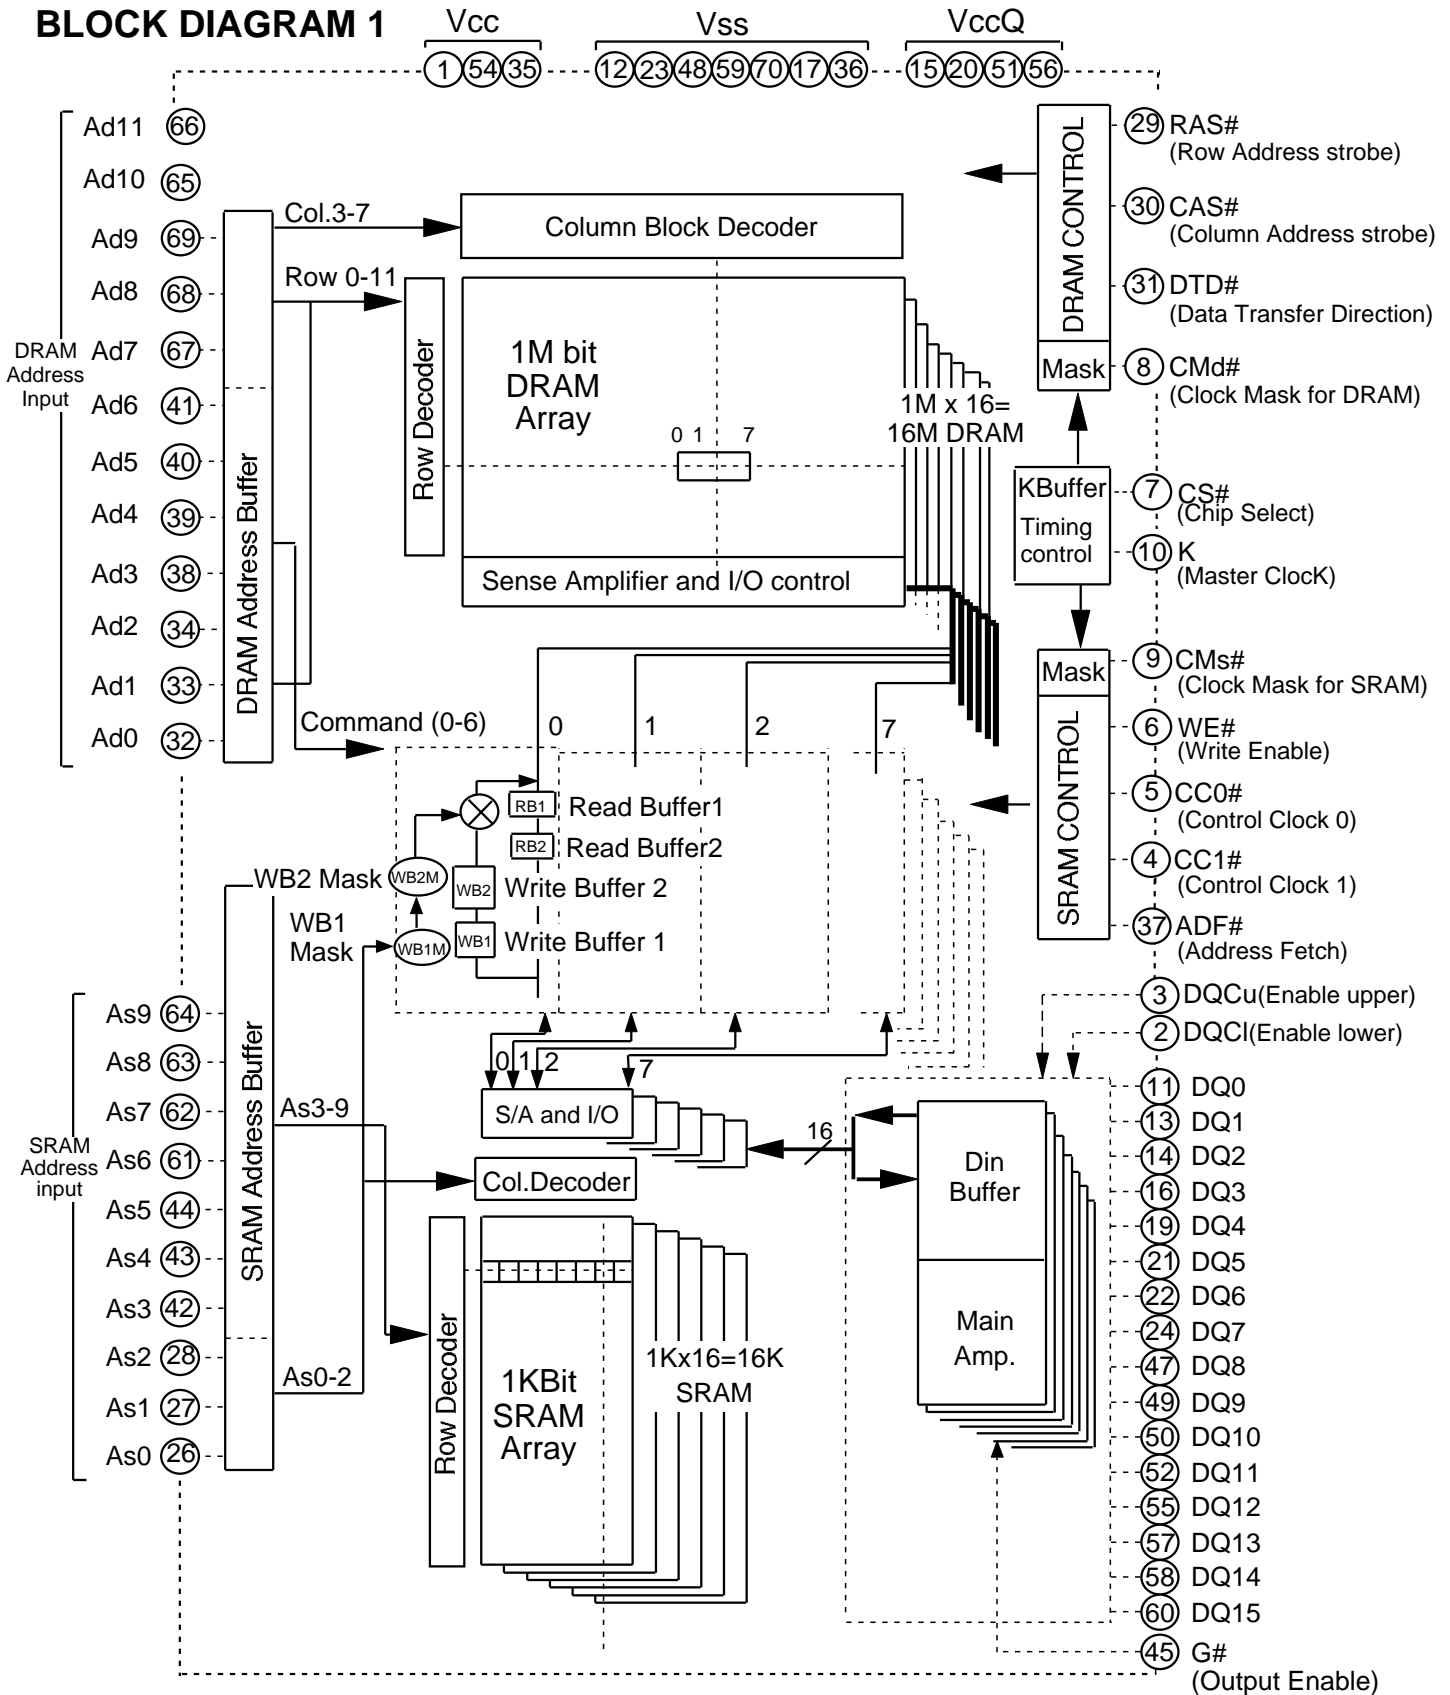 BLOCK DIAGRAM 1
Vcc
Vss
VccQ
1 54 35
12 23 48 59 70 17 36
15 20 51 56
DRAM
Address
Input
Ad11 66
Ad10 65
Ad9 69
Ad8 68
Ad7 67
Ad6 41
Ad5 40
Ad4 39
Ad3 38
Ad2 34
Ad1 33
Ad0 32
DRAM Address Buffer
Col.3-7
Row 0-11
Command (0-6)
Column Block Decoder
Row Decoder
1M bit
DRAM
Array
0 1 7
Sense Amplifier and I/O control
1M x 16=
16M DRAM
DRAM CONTROL
Mask
29 RAS#
(Row Address strobe)
30 CAS#
(Column Address strobe)
31 DTD#
(Data Transfer Direction)
8 CMd#
(Clock Mask for DRAM)
KBuffer
Timing
control
7 CS#
(Chip Select)
10 K
(Master ClocK)
Mask
SRAM CONTROL
9 CMs#
(Clock Mask for SRAM)
6 WE#
(Write Enable)
5 CC0#
(Control Clock 0)
4 CC1#
(Control Clock 1)
37 ADF#
(Address Fetch)
3 DQCu(Enable upper)
2 DQCl(Enable lower)
0 1 2 7
RB1 Read Buffer1
RB2 Read Buffer2
WB2 Mask WB2M WB2 Write Buffer 2
WB1
Mask
WB1M WB1 Write Buffer 1
SRAM
Address
input
As9 64
As8 63
As7 62
As6 61
As5 44
As4 43
As3 42
As2 28
As1 27
As0 26
SRAM Address Buffer
As3-9
As0-2
0 1 2 7
S/A and I/O
Col.Decoder
Row Decoder
1KBit
SRAM
Array
1Kx16=16K
SRAM
16
Din
Buffer
Main
Amp.
11 DQ0
13 DQ1
14 DQ2
16 DQ3
19 DQ4
21 DQ5
22 DQ6
24 DQ7
47 DQ8
49 DQ9
50 DQ10
52 DQ11
55 DQ12
57 DQ13
58 DQ14
60 DQ15
45 G#
(Output Enable)